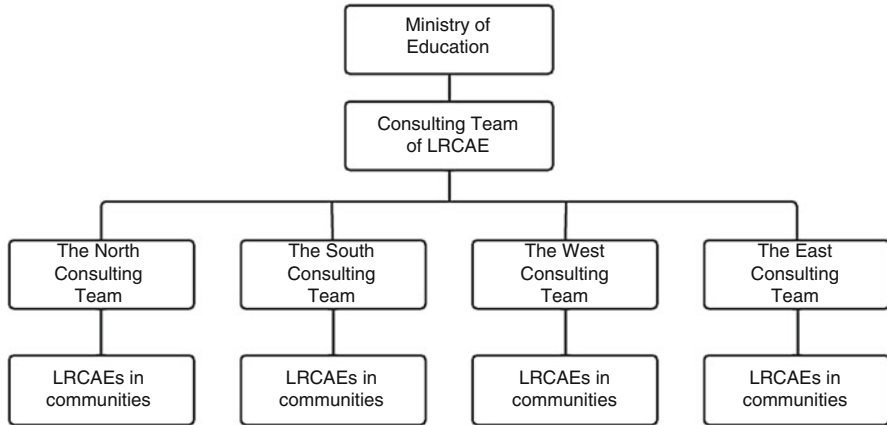 Ministry of
Education
Consulting Team
of LRCAE
The North
Consulting
Team
The South
Consulting
Team
The West
Consulting
Team
The East
Consulting
Team
LRCAEs in
communities
LRCAEs in
communities
LRCAEs in
communities
LRCAEs in
communities